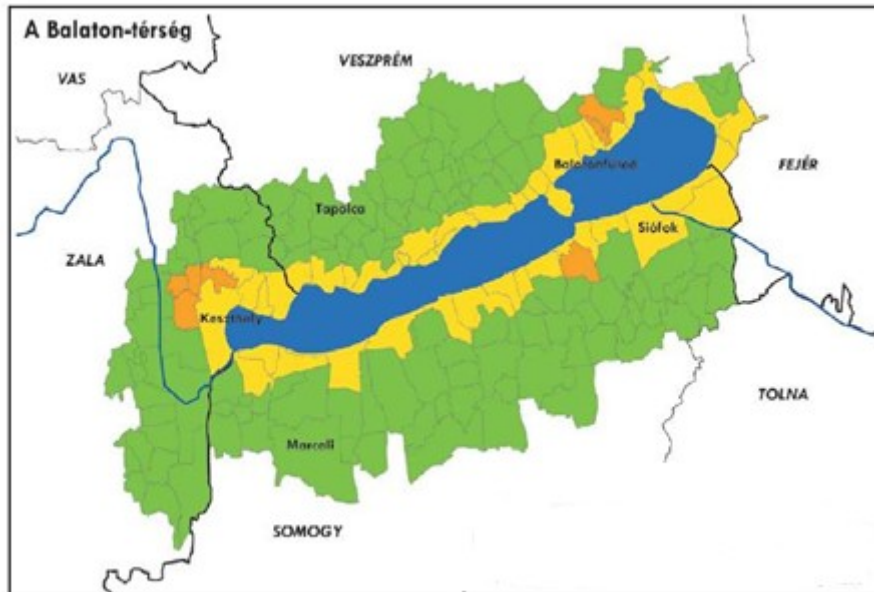 A Balaton-térség
VESZPRÉM
VAS
Balatonfüred
FEJÉR
Tapolca
Siófok
ZALA
Keszthely
TOLNA
Marcali
SOMOGY